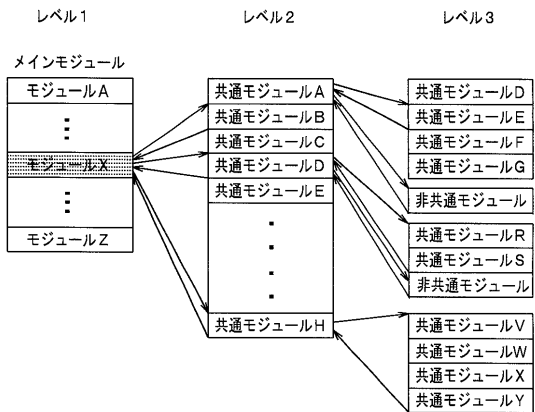 レベル1
レベル2
レベル3
メインモジュール
モジュールA
モジュールX
モジュールZ
共通モジュールA
共通モジュールB
共通モジュールC
共通モジュールD
共通モジュールE
共通モジュールH
共通モジュールD
共通モジュールE
共通モジュールF
共通モジュールG
非共通モジュール
共通モジュールR
共通モジュールS
非共通モジュール
共通モジュールV
共通モジュールW
共通モジュールX
共通モジュールY